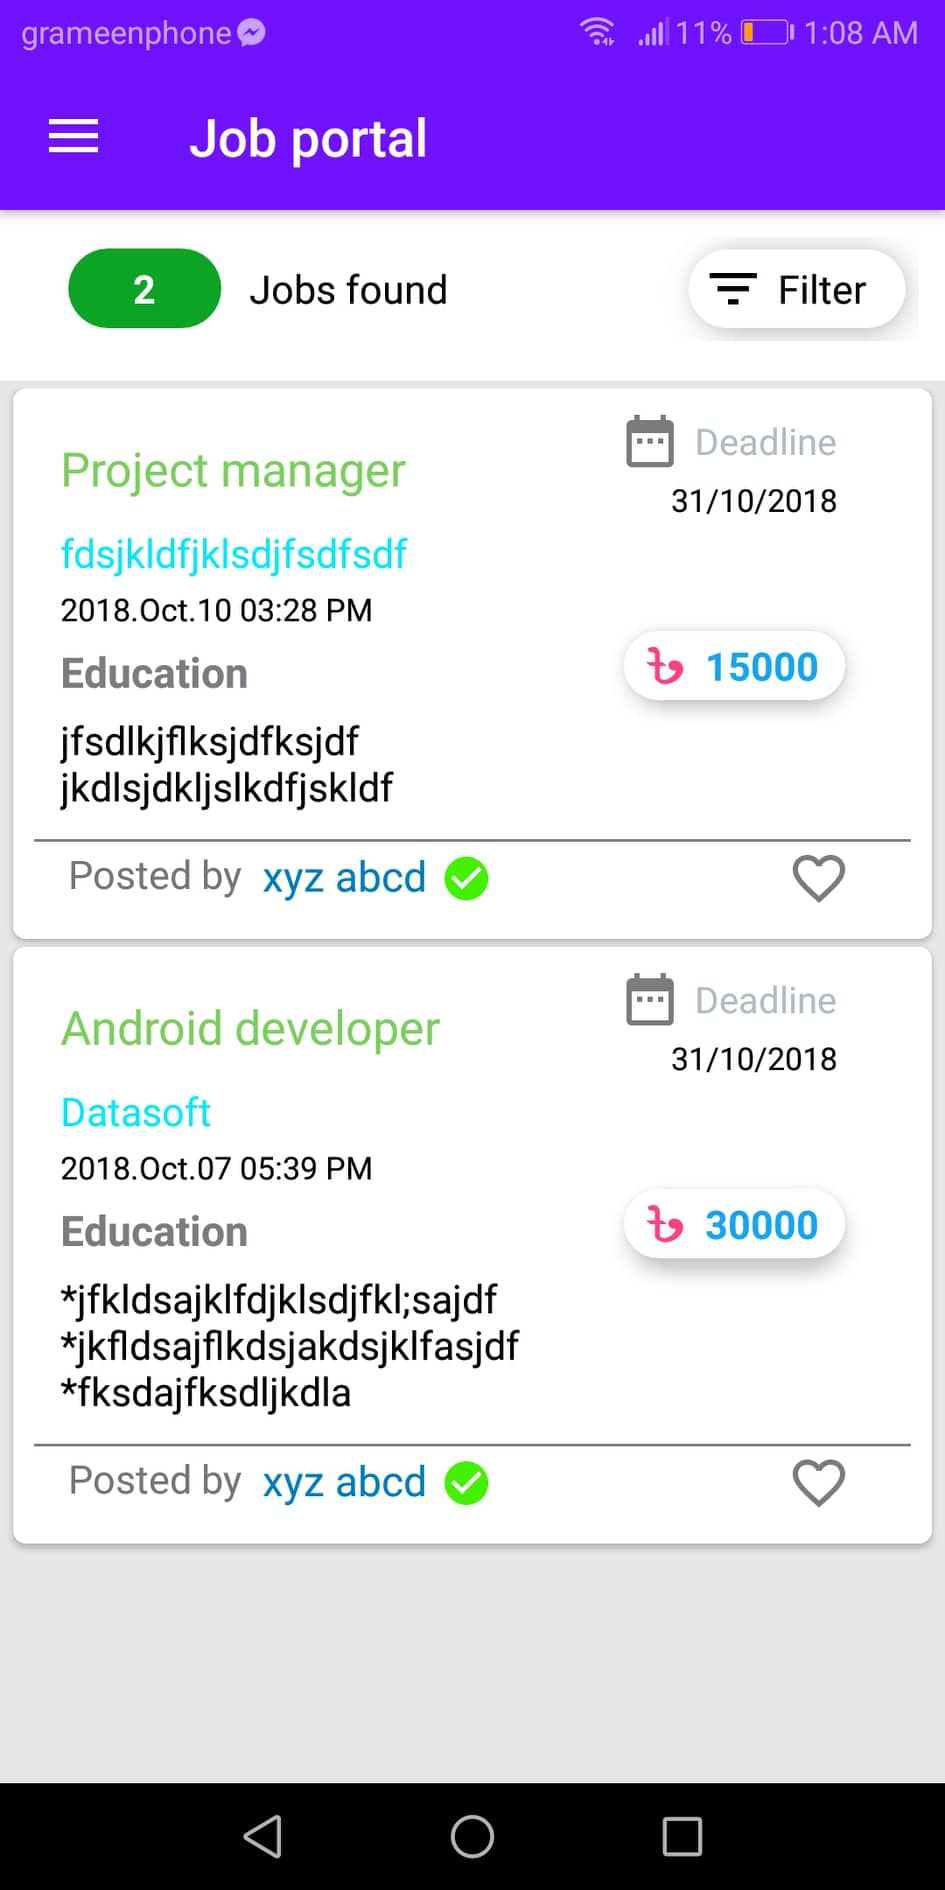 grameenphone 11% 1:08 AM
Job portal
2 Jobs found Filter
Project manager
Deadline
31/10/2018
fdsjkldfjklsdjfsdfsdf
2018.Oct.10 03:28 PM
Education
৳ 15000
jfsdlkjflksjdfksjdf
jkdlsjdkljslkdfjskldf
Posted by xyz abcd
Android developer
Deadline
31/10/2018
Datasoft
2018.Oct.07 05:39 PM
Education
৳ 30000
*jfkldsajklfdjklsdjfkl;sajdf
*jkfldsajflkdsjakdsjklfasjdf
*fksdajfksdljkdla
Posted by xyz abcd